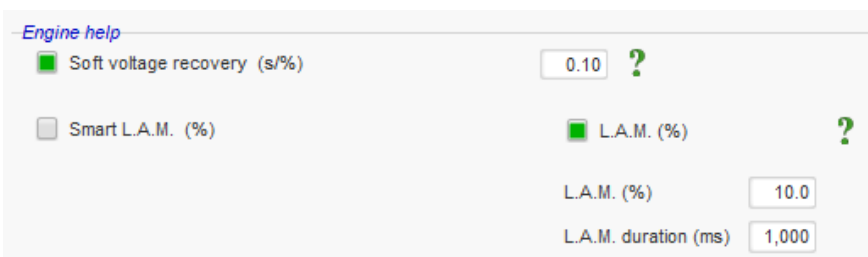 Engine help
Soft voltage recovery (s/%) 0.10 ?
Smart L.A.M. (%) L.A.M. (%) ?
L.A.M. (%) 10.0
L.A.M. duration (ms) 1,000